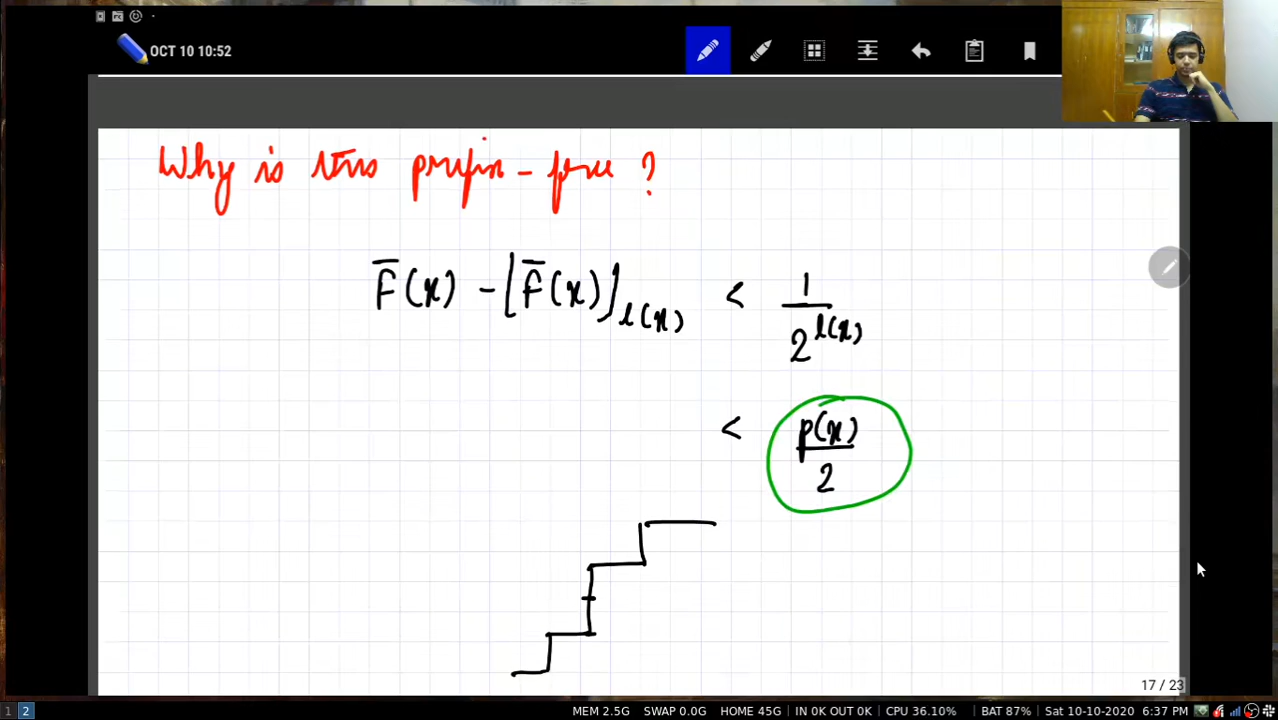 OCT 10 10:52
Why is this prefix-free ?
F̅(x) - ⌊F̅(x)⌋l(x) < 1/2^l(x)
< p(x)/2
17 / 23
1 2 MEM 2.5G SWAP 0.0G HOME 45G IN 0K OUT 0K CPU 36.10% BAT 87% Sat 10-10-2020 6:37 PM